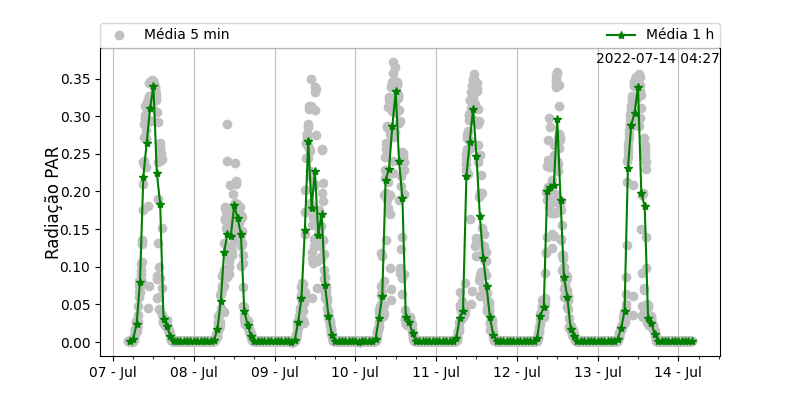 Média 5 min
Média 1 h
2022-07-14 04:27
Radiação PAR
0.35
0.30
0.25
0.20
0.15
0.10
0.05
0.00
07 - Jul
08 - Jul
09 - Jul
10 - Jul
11 - Jul
12 - Jul
13 - Jul
14 - Jul